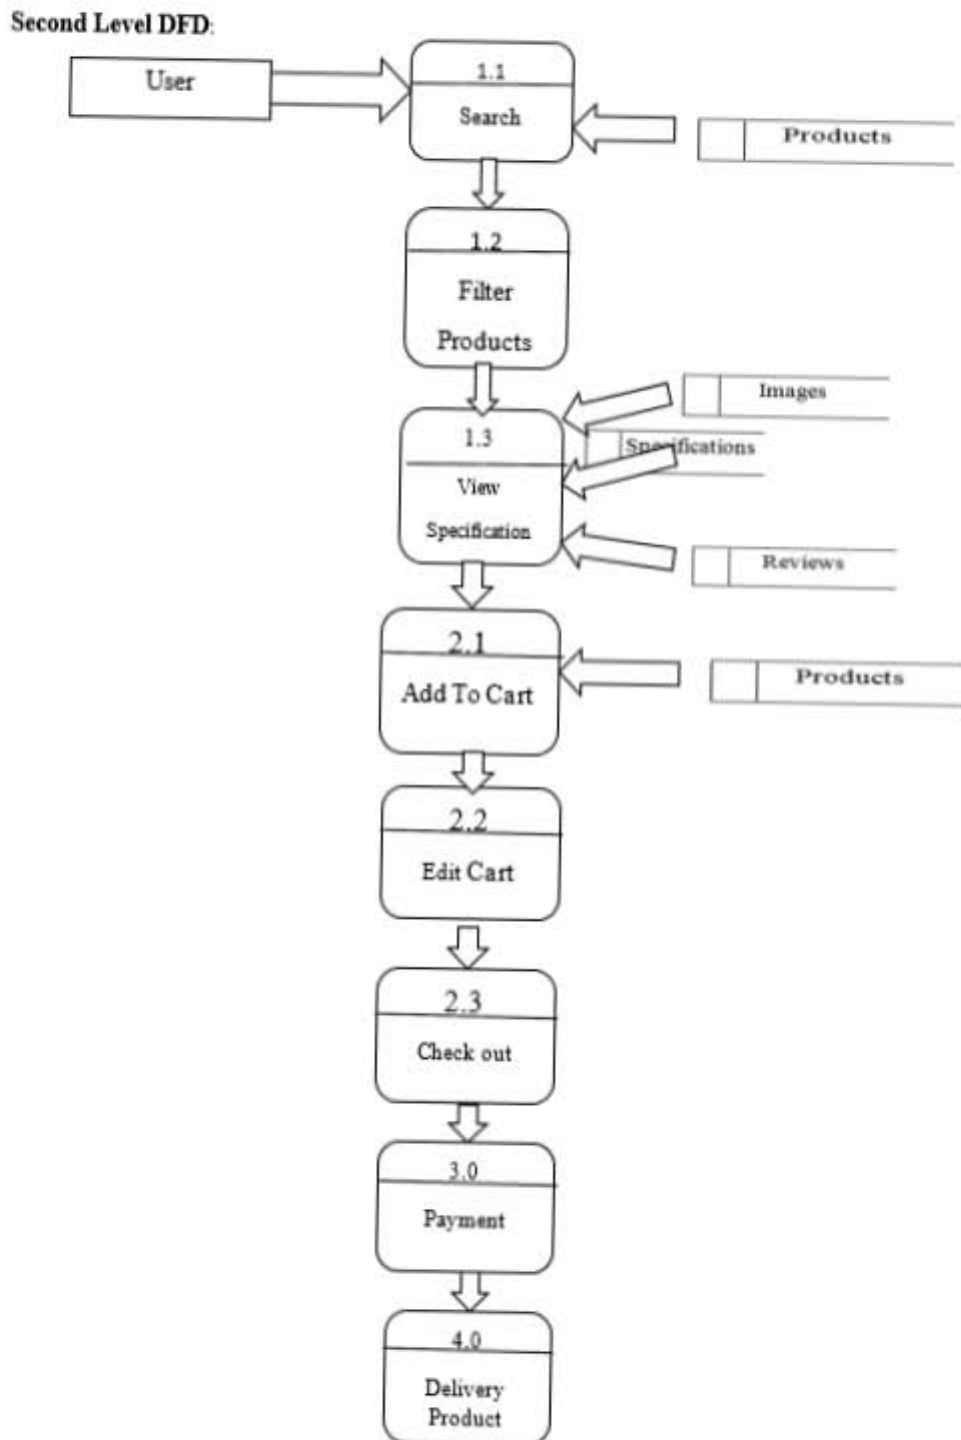 Second Level DFD:
User
1.1
Search
Products
1.2
Filter
Products
Images
1.3
Specifications
View
Specification
Reviews
2.1
Add To Cart
Products
2.2
Edit Cart
2.3
Check out
3.0
Payment
4.0
Delivery
Product